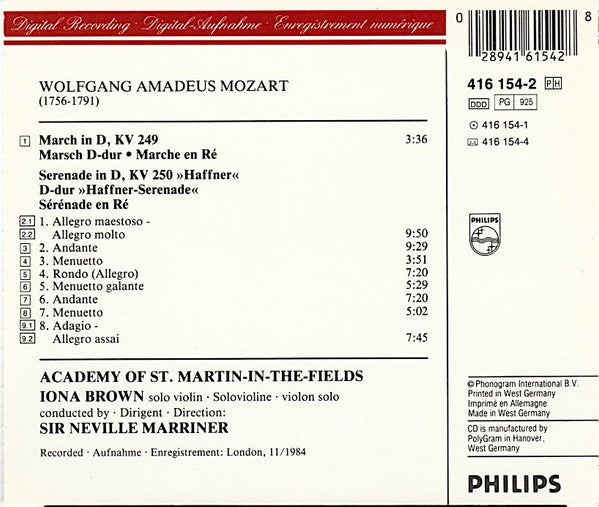 Digital Recording · Digital-Aufnahme · Enregistrement numérique
WOLFGANG AMADEUS MOZART
(1756-1791)
1 March in D, KV 249 3:36
Marsch D-dur • Marche en Ré
Serenade in D, KV 250 »Haffner«
D-dur »Haffner-Serenade«
Sérénade en Ré
2.1 1. Allegro maestoso -
2.2 Allegro molto 9:50
3 2. Andante 9:29
4 3. Menuetto 3:51
5 4. Rondo (Allegro) 7:20
6 5. Menuetto galante 5:29
7 6. Andante 7:20
8 7. Menuetto 5:02
9.1 8. Adagio -
9.2 Allegro assai 7:45
ACADEMY OF ST. MARTIN-IN-THE-FIELDS
IONA BROWN solo violin · Solovioline · violon solo
conducted by · Dirigent · Direction:
SIR NEVILLE MARRINER
Recorded · Aufnahme · Enregistrement: London, 11/1984
0 28941 61542 8
416 154-2 PH
DDD PG 925
416 154-1
416 154-4
PHILIPS
© Phonogram International B.V.
Printed in West Germany
Imprimé en Allemagne
Made in West Germany
CD is manufactured by
PolyGram in Hanover,
West Germany
PHILIPS